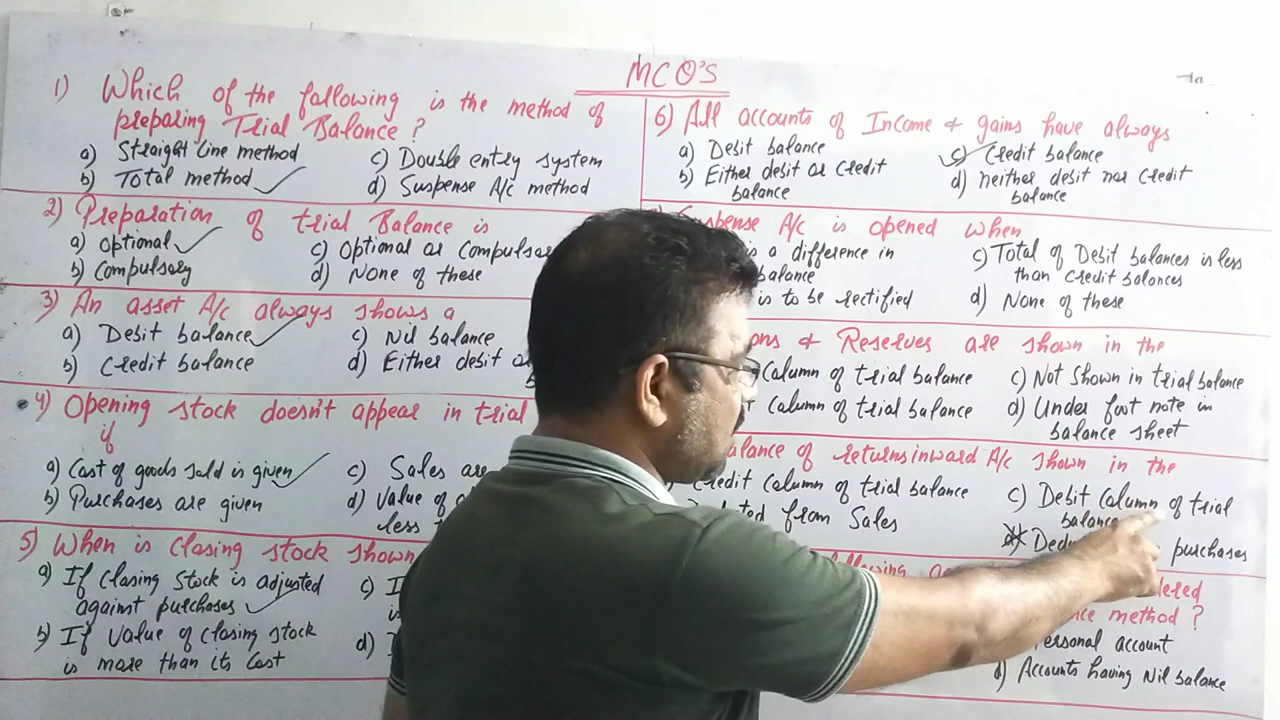 MCQ'S
1) Which of the following is the method of
preparing Trial Balance?
a) Straight Line method
b) Total method ✓
c) Double entry system
d) Suspense A/c method
2) Preparation of trial Balance is
a) Optional ✓
b) Compulsory
c) Optional or Compulsor
d) None of these
3) An asset A/c always shows a
a) Debit balance ✓
b) Credit balance
c) Nil balance
d) Either debit
4) Opening stock doesn't appear in trial
if
a) Cost of goods sold is given ✓
b) Purchases are given
c) Sales are
d) Value of
less
5) When is Closing stock shown
a) If Closing Stock is adjusted
against purchases ✓
b) If Value of Closing stock
is more than its Cost
c) I
is
d)
6) All accounts of Income & gains have always
a) Debit balance
b) Either debit or Credit
balance
c) Credit balance ✓
d) neither debit nor Credit
balance
Suspense A/c is opened when
is a difference in
balance
is to be rectified
c) Total of Debit balances is less
than Credit balances
d) None of these
ons & Reserves are shown in the
Column of trial balance
Column of trial balance
c) Not Shown in trial balance
d) Under foot note in
balance sheet
alance of returns inward A/c shown in the
Credit Column of trial balance
ted from Sales
c) Debit Column of trial
balance
d) Dedu purchases
following
ered
nce method?
ersonal account
d) Accounts having Nil balance